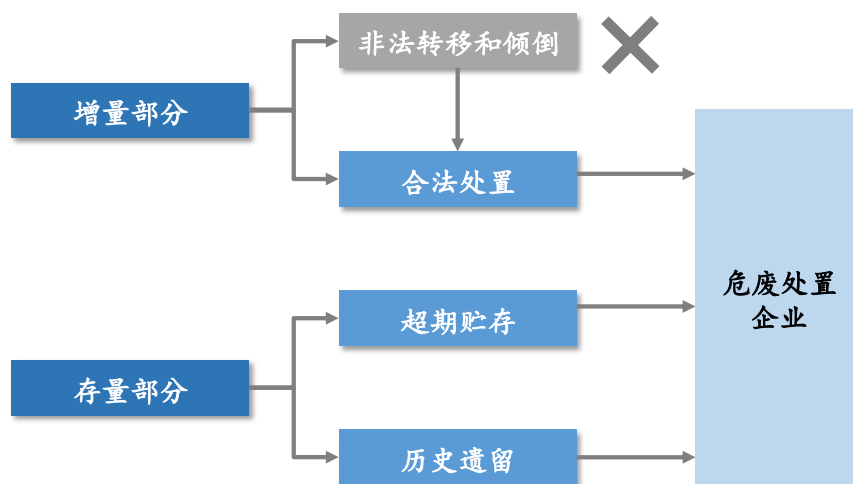 非法转移和倾倒
增量部分
合法处置
危废处置
企业
超期贮存
存量部分
历史遗留